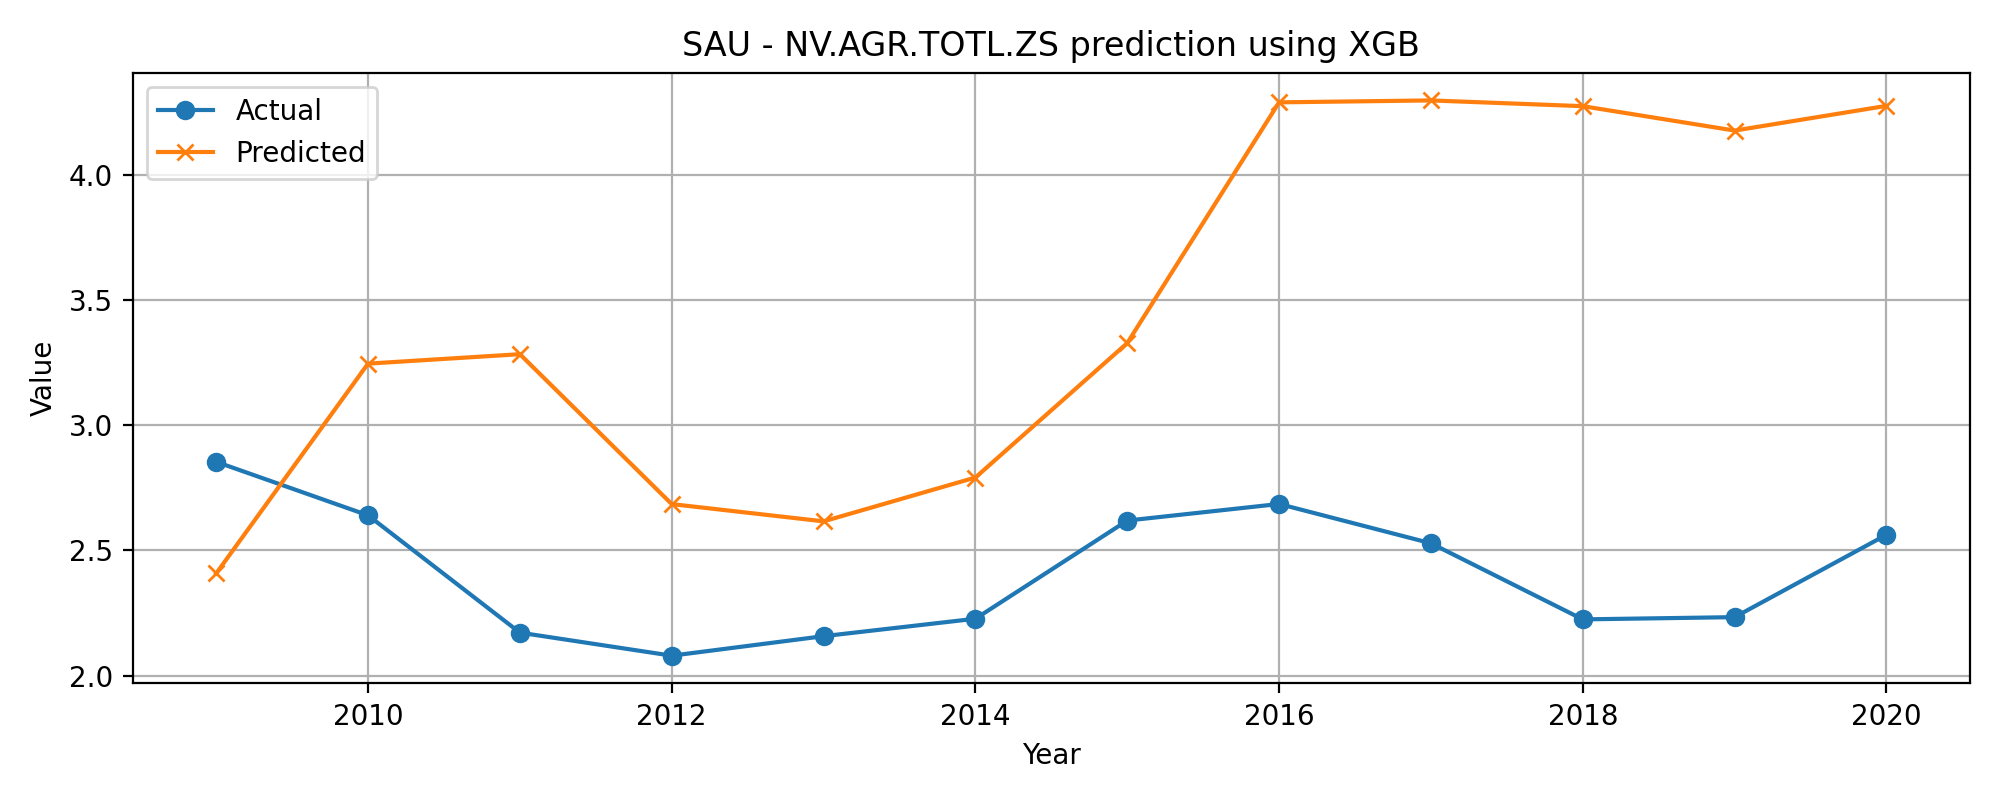 SAU - NV.AGR.TOTL.ZS prediction using XGB
Actual
Predicted
Value
4.0
3.5
3.0
2.5
2.0
2010 2012 2014 2016 2018 2020
Year